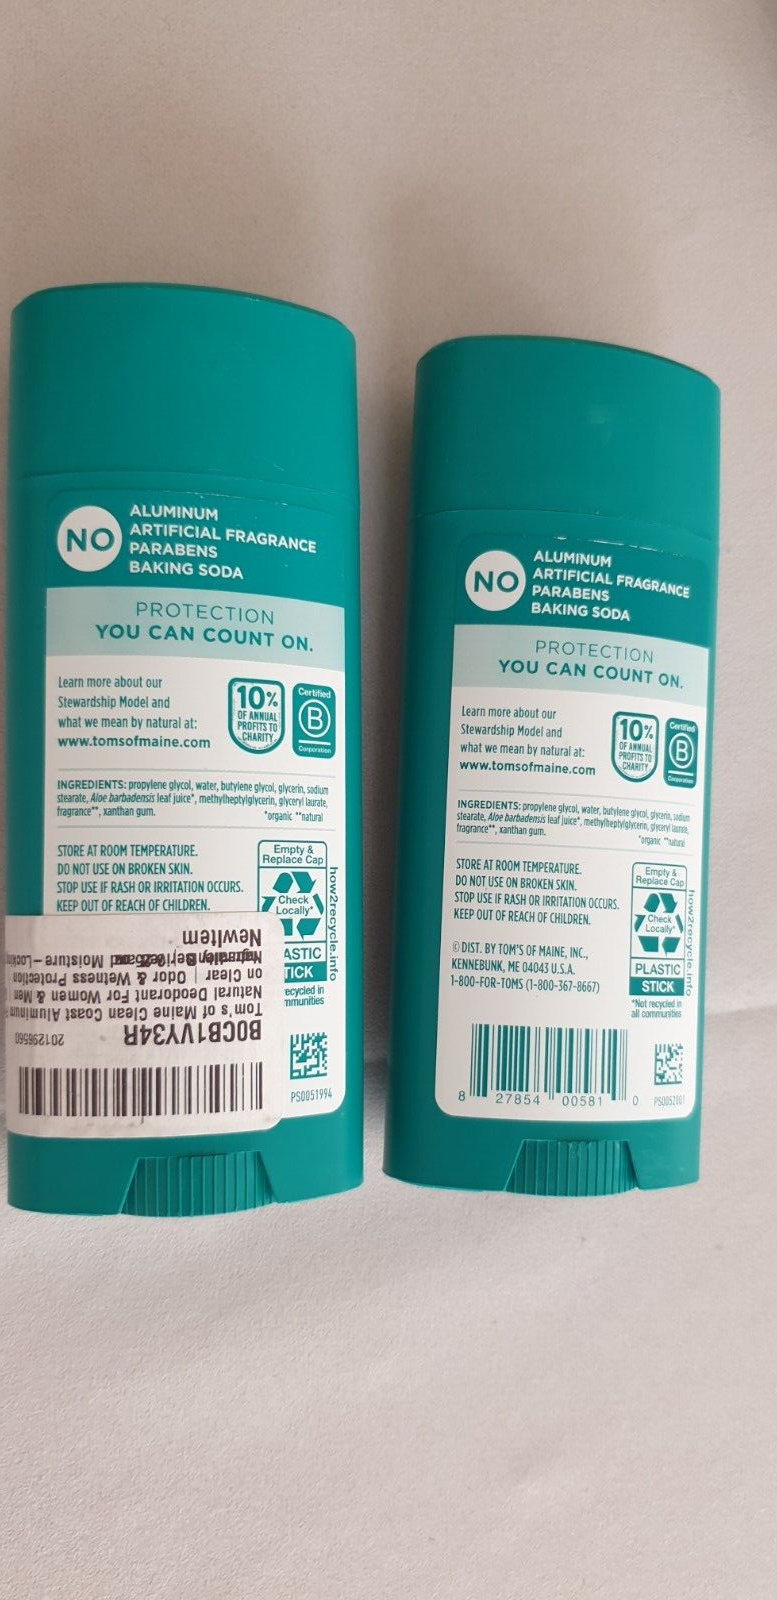 NO
ALUMINUM
ARTIFICIAL FRAGRANCE
PARABENS
BAKING SODA
PROTECTION
YOU CAN COUNT ON.
Learn more about our
Stewardship Model and
what we mean by natural at:
www.tomsofmaine.com
10%
OF ANNUAL
PROFITS TO
CHARITY
Certified
B
Corporation
INGREDIENTS: propylene glycol, water, butylene glycol, glycerin, sodium
stearate, Aloe barbadensis leaf juice*, methylheptylglycerin, glyceryl laurate,
fragrance**, xanthan gum.
*organic **natural
STORE AT ROOM TEMPERATURE.
DO NOT USE ON BROKEN SKIN.
STOP USE IF RASH OR IRRITATION OCCURS.
KEEP OUT OF REACH OF CHILDREN.
Empty &
Replace Cap
Check
Locally*
how2recycle.info
ASTIC
TICK
ecycled in
mmunities
PS0051994
B0CB1VY34R
201296560
Tom's of Maine Clean Coast Aluminum
Natural Deodorant For Women & Men |
on Clear | Odor & Wetness Protection
Moisture-Lockin
NewItem
NO
ALUMINUM
ARTIFICIAL FRAGRANCE
PARABENS
BAKING SODA
PROTECTION
YOU CAN COUNT ON.
Learn more about our
Stewardship Model and
what we mean by natural at:
www.tomsofmaine.com
10%
OF ANNUAL
PROFITS TO
CHARITY
Certified
B
Corporation
INGREDIENTS: propylene glycol, water, butylene glycol, glycerin, sodium
stearate, Aloe barbadensis leaf juice*, methylheptylglycerin, glyceryl laurate,
fragrance**, xanthan gum.
*organic **natural
STORE AT ROOM TEMPERATURE.
DO NOT USE ON BROKEN SKIN.
STOP USE IF RASH OR IRRITATION OCCURS.
KEEP OUT OF REACH OF CHILDREN.
© DIST. BY TOM'S OF MAINE, INC.,
KENNEBUNK, ME 04043 U.S.A.
1-800-FOR-TOMS (1-800-367-8667)
Empty &
Replace Cap
Check
Locally*
how2recycle.info
PLASTIC
STICK
*Not recycled in
all communities
8 27854 00581 0
PS0052001